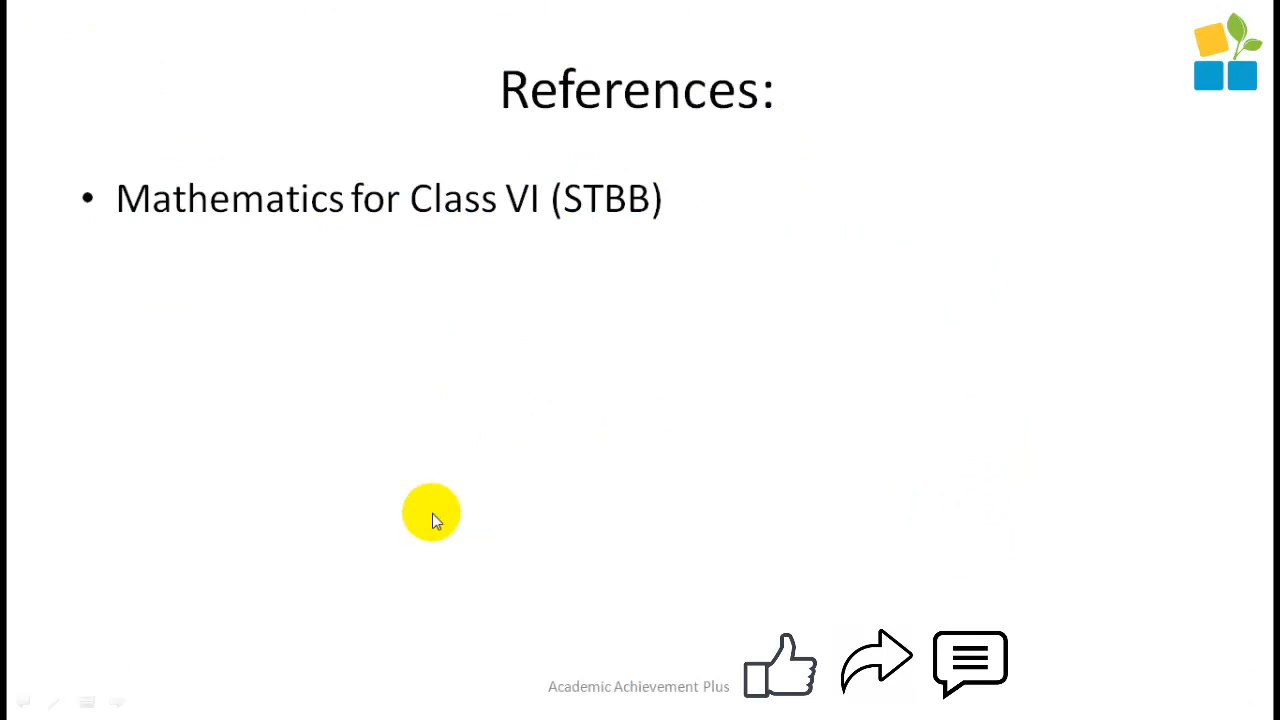 References:
• Mathematics for Class VI (STBB)
Academic Achievement Plus